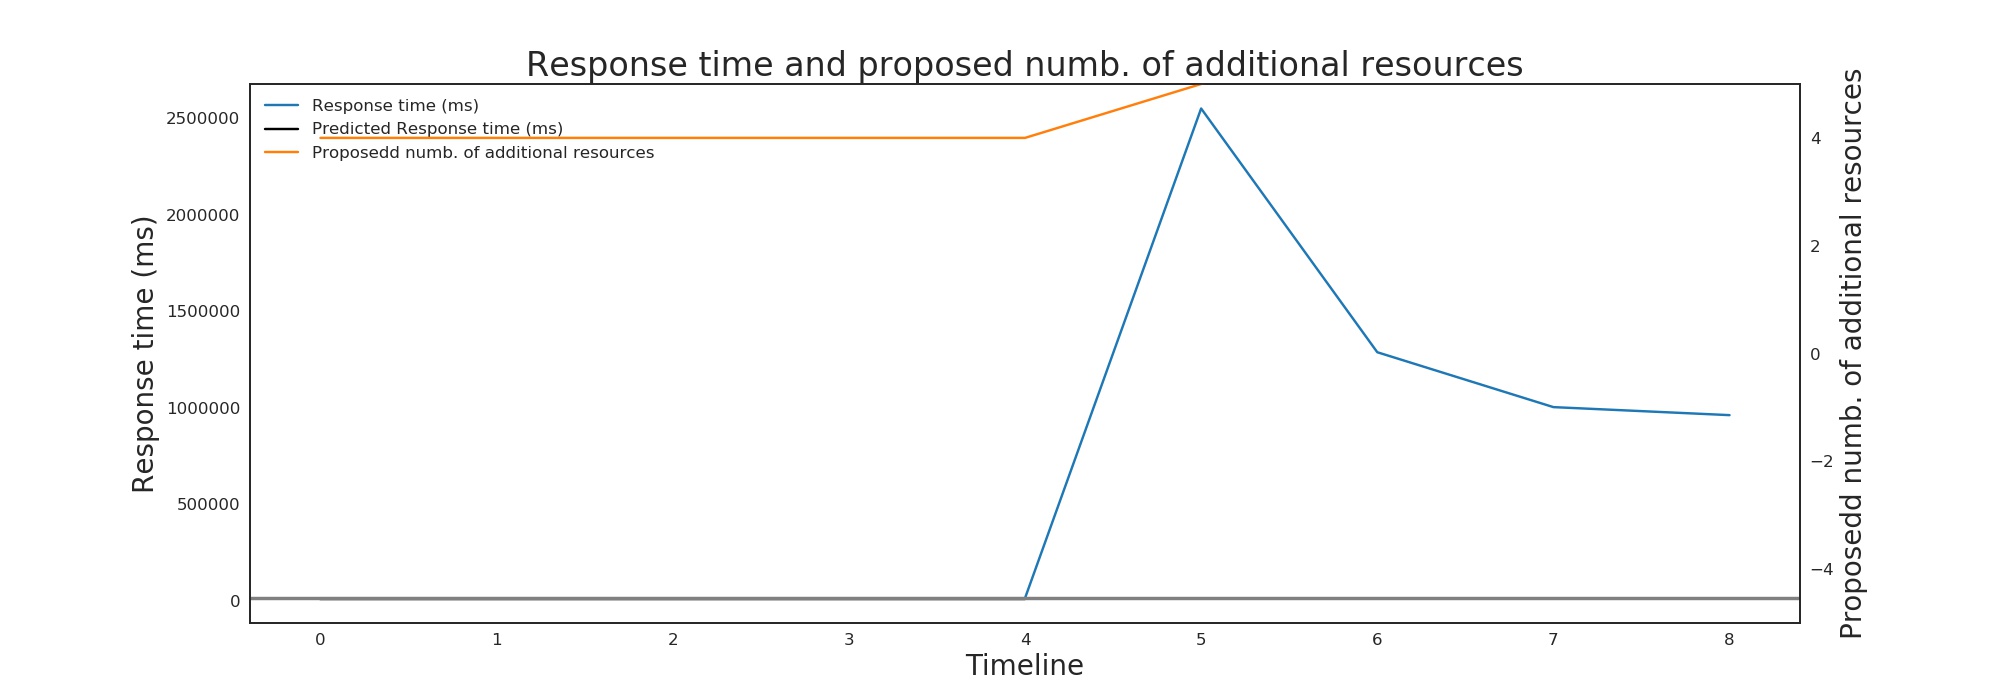 Response time and proposed numb. of additional resources
Response time (ms)
Predicted Response time (ms)
Proposedd numb. of additional resources
Response time (ms)
2500000
2000000
1500000
1000000
500000
0
4
2
0
−2
−4
Proposedd numb. of additional resources
0 1 2 3 4 5 6 7 8
Timeline